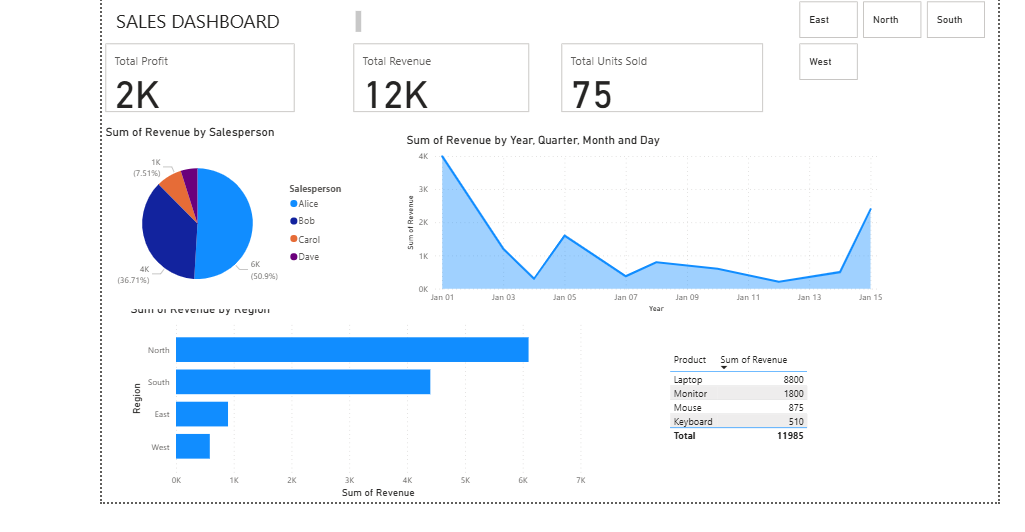 SALES DASHBOARD
East
North
South
West
Total Profit
2K
Total Revenue
12K
Total Units Sold
75
Sum of Revenue by Salesperson
1K
(7.51%)
4K
(36.71%)
6K
(50.9%)
Salesperson
Alice
Bob
Carol
Dave
Sum of Revenue by Year, Quarter, Month and Day
Sum of Revenue
4K
3K
2K
1K
0K
Jan 01 Jan 03 Jan 05 Jan 07 Jan 09 Jan 11 Jan 13 Jan 15
Year
Sum of Revenue by Region
Region
North
South
East
West
0K 1K 2K 3K 4K 5K 6K 7K
Sum of Revenue
Product Sum of Revenue
Laptop 8800
Monitor 1800
Mouse 875
Keyboard 510
Total 11985